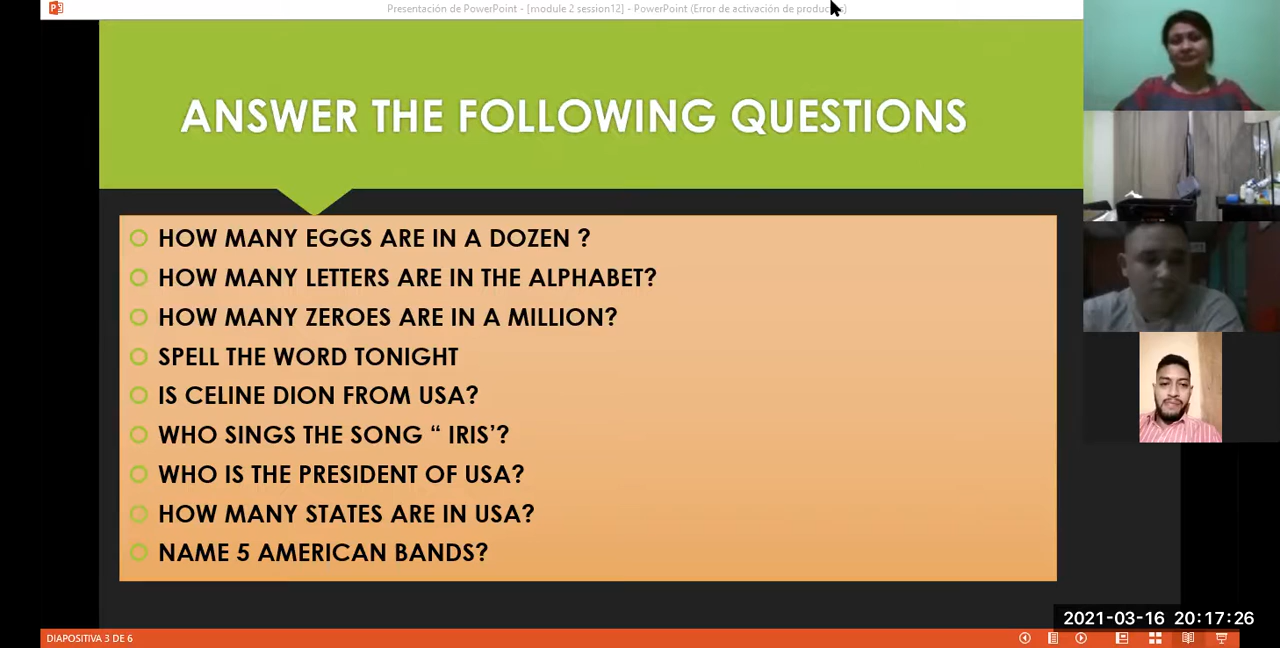 Presentación de PowerPoint - [module 2 session12] - PowerPoint (Error de activación de productos)
ANSWER THE FOLLOWING QUESTIONS
HOW MANY EGGS ARE IN A DOZEN ?
HOW MANY LETTERS ARE IN THE ALPHABET?
HOW MANY ZEROES ARE IN A MILLION?
SPELL THE WORD TONIGHT
IS CELINE DION FROM USA?
WHO SINGS THE SONG “ IRIS’?
WHO IS THE PRESIDENT OF USA?
HOW MANY STATES ARE IN USA?
NAME 5 AMERICAN BANDS?
2021-03-16 20:17:26
DIAPOSITIVA 3 DE 6